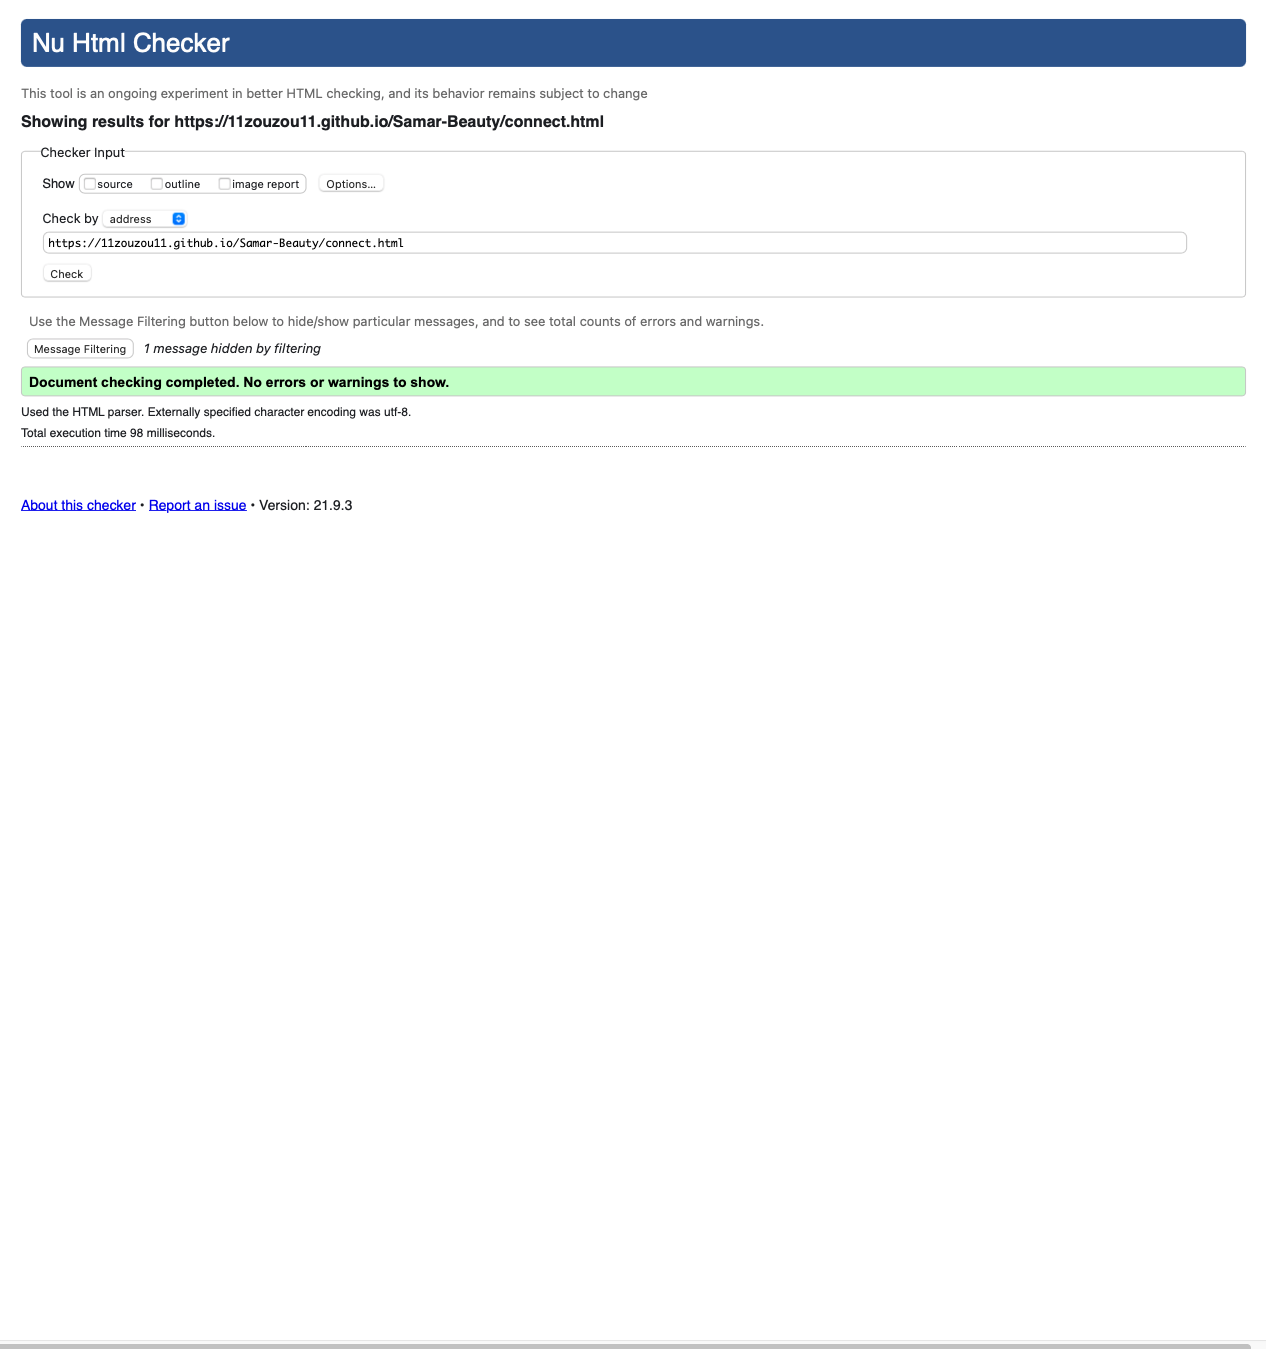 Nu Html Checker
This tool is an ongoing experiment in better HTML checking, and its behavior remains subject to change
Showing results for https://11zouzou11.github.io/Samar-Beauty/connect.html
Checker Input
Show source outline image report Options...
Check by address
https://11zouzou11.github.io/Samar-Beauty/connect.html
Check
Use the Message Filtering button below to hide/show particular messages, and to see total counts of errors and warnings.
Message Filtering 1 message hidden by filtering
Document checking completed. No errors or warnings to show.
Used the HTML parser. Externally specified character encoding was utf-8.
Total execution time 98 milliseconds.
About this checker • Report an issue • Version: 21.9.3